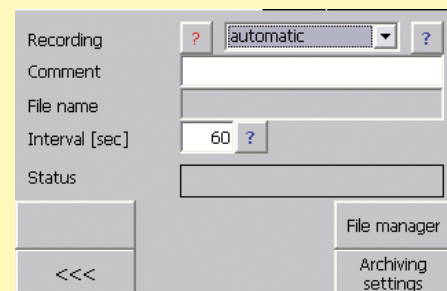 Recording ? automatic ?
Comment
File name
Interval [sec] 60 ?
Status
File manager
<<< Archiving
settings